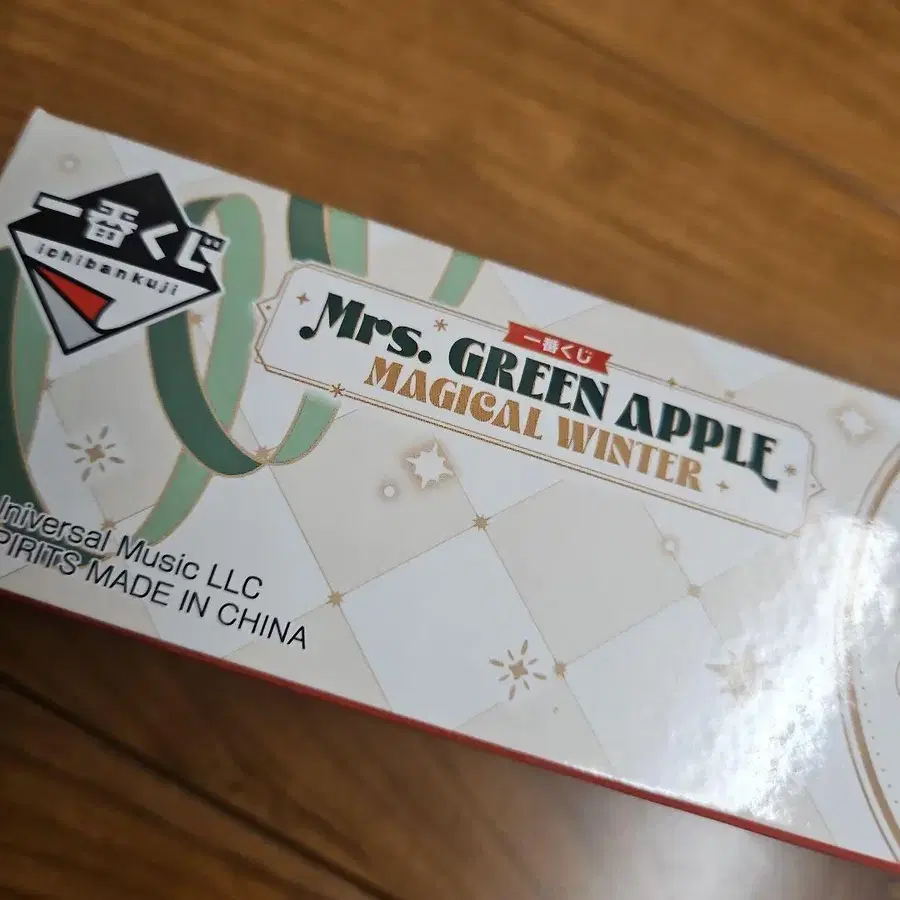 一番くじ
ichibankuji
一番くじ
Mrs. GREEN APPLE
MAGICAL WINTER
Universal Music LLC
SPIRITS MADE IN CHINA